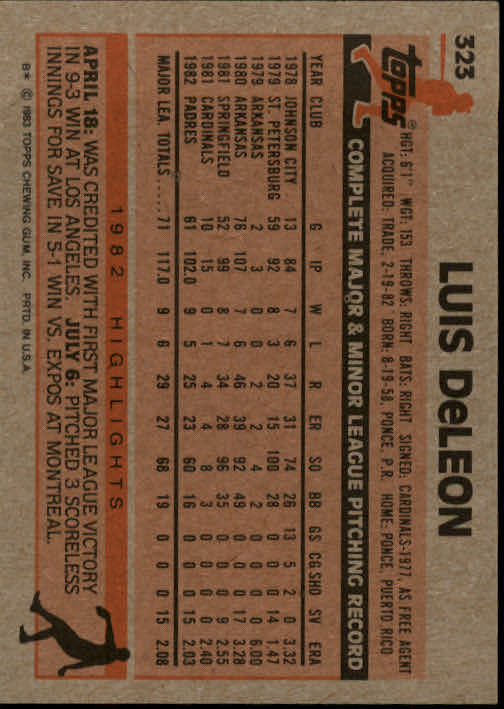 323
LUIS DeLEON
topps®
HGT: 6'1" WGT: 153 THROWS: RIGHT BATS: RIGHT SIGNED: CARDINALS-1977, AS FREE AGENT
ACQUIRED: TRADE, 2-19-82 BORN: 8-19-58, PONCE, P.R. HOME: PONCE, PUERTO RICO
COMPLETE MAJOR & MINOR LEAGUE PITCHING RECORD
YEAR CLUB G IP W L R ER SO BB GS CG SHO SV ERA
1978 JOHNSON CITY 13 84 7 6 37 31 74 26 13 5 2 0 3.32
1979 ST. PETERSBURG 59 92 8 3 20 15 100 28 0 0 0 14 1.47
1979 ARKANSAS 2 3 0 0 2 2 4 2 0 0 0 0 6.00
1980 ARKANSAS 76 107 7 6 46 39 92 49 0 0 0 17 3.28
1981 SPRINGFIELD 52 99 8 7 34 28 96 35 0 0 0 9 2.55
1981 CARDINALS 10 15 0 1 4 4 8 3 0 0 0 0 2.40
1982 PADRES 61 102.0 9 5 25 23 60 16 0 0 0 15 2.03
MAJOR LEA. TOTALS..... 71 117.0 9 6 29 27 68 19 0 0 0 15 2.08
1982 HIGHLIGHTS
APRIL 18: WAS CREDITED WITH FIRST MAJOR LEAGUE VICTORY
IN 9-3 WIN AT LOS ANGELES. JULY 6: PITCHED 3 SCORELESS
INNINGS FOR SAVE IN 5-1 WIN VS. EXPOS AT MONTREAL.
B* © 1983 TOPPS CHEWING GUM, INC. PRTD. IN U.S.A.